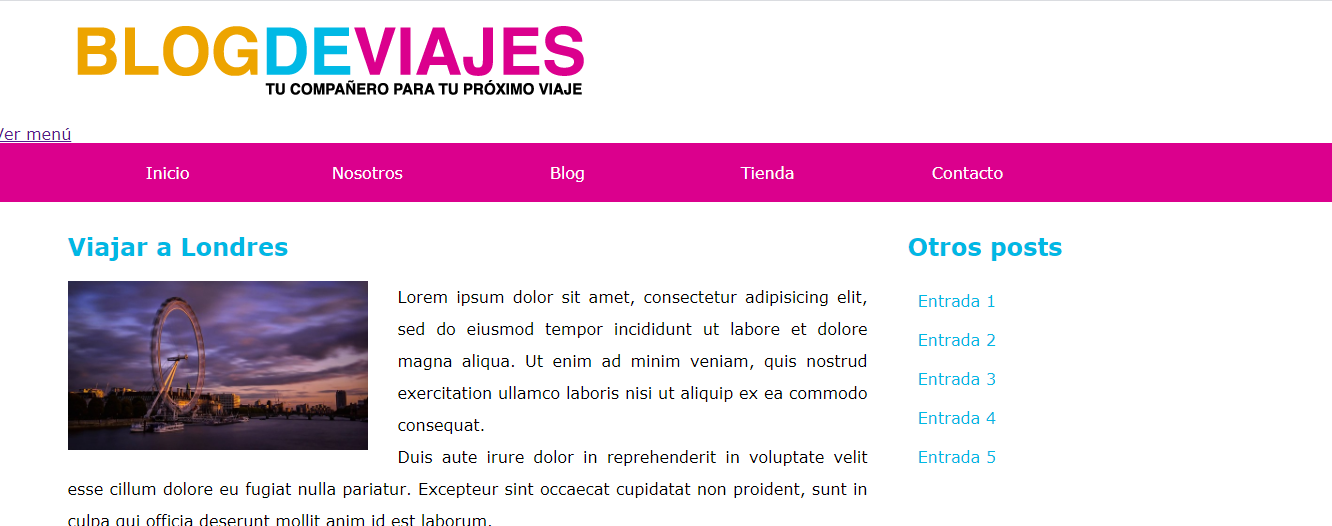 BLOGDEVIAJES
TU COMPAÑERO PARA TU PRÓXIMO VIAJE
Ver menú
Inicio Nosotros Blog Tienda Contacto
Viajar a Londres
Lorem ipsum dolor sit amet, consectetur adipisicing elit,
sed do eiusmod tempor incididunt ut labore et dolore
magna aliqua. Ut enim ad minim veniam, quis nostrud
exercitation ullamco laboris nisi ut aliquip ex ea commodo
consequat.
Duis aute irure dolor in reprehenderit in voluptate velit
esse cillum dolore eu fugiat nulla pariatur. Excepteur sint occaecat cupidatat non proident, sunt in
culpa qui officia deserunt mollit anim id est laborum.
Otros posts
Entrada 1
Entrada 2
Entrada 3
Entrada 4
Entrada 5